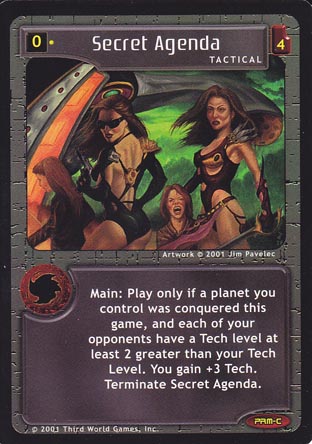 0
Secret Agenda
4
TACTICAL
Artwork © 2001 Jim Pavelec
Main: Play only if a planet you
control was conquered this
game, and each of your
opponents have a Tech level at
least 2 greater than your Tech
Level. You gain +3 Tech.
Terminate Secret Agenda.
© 2001 Third World Games, Inc.
PRM-C